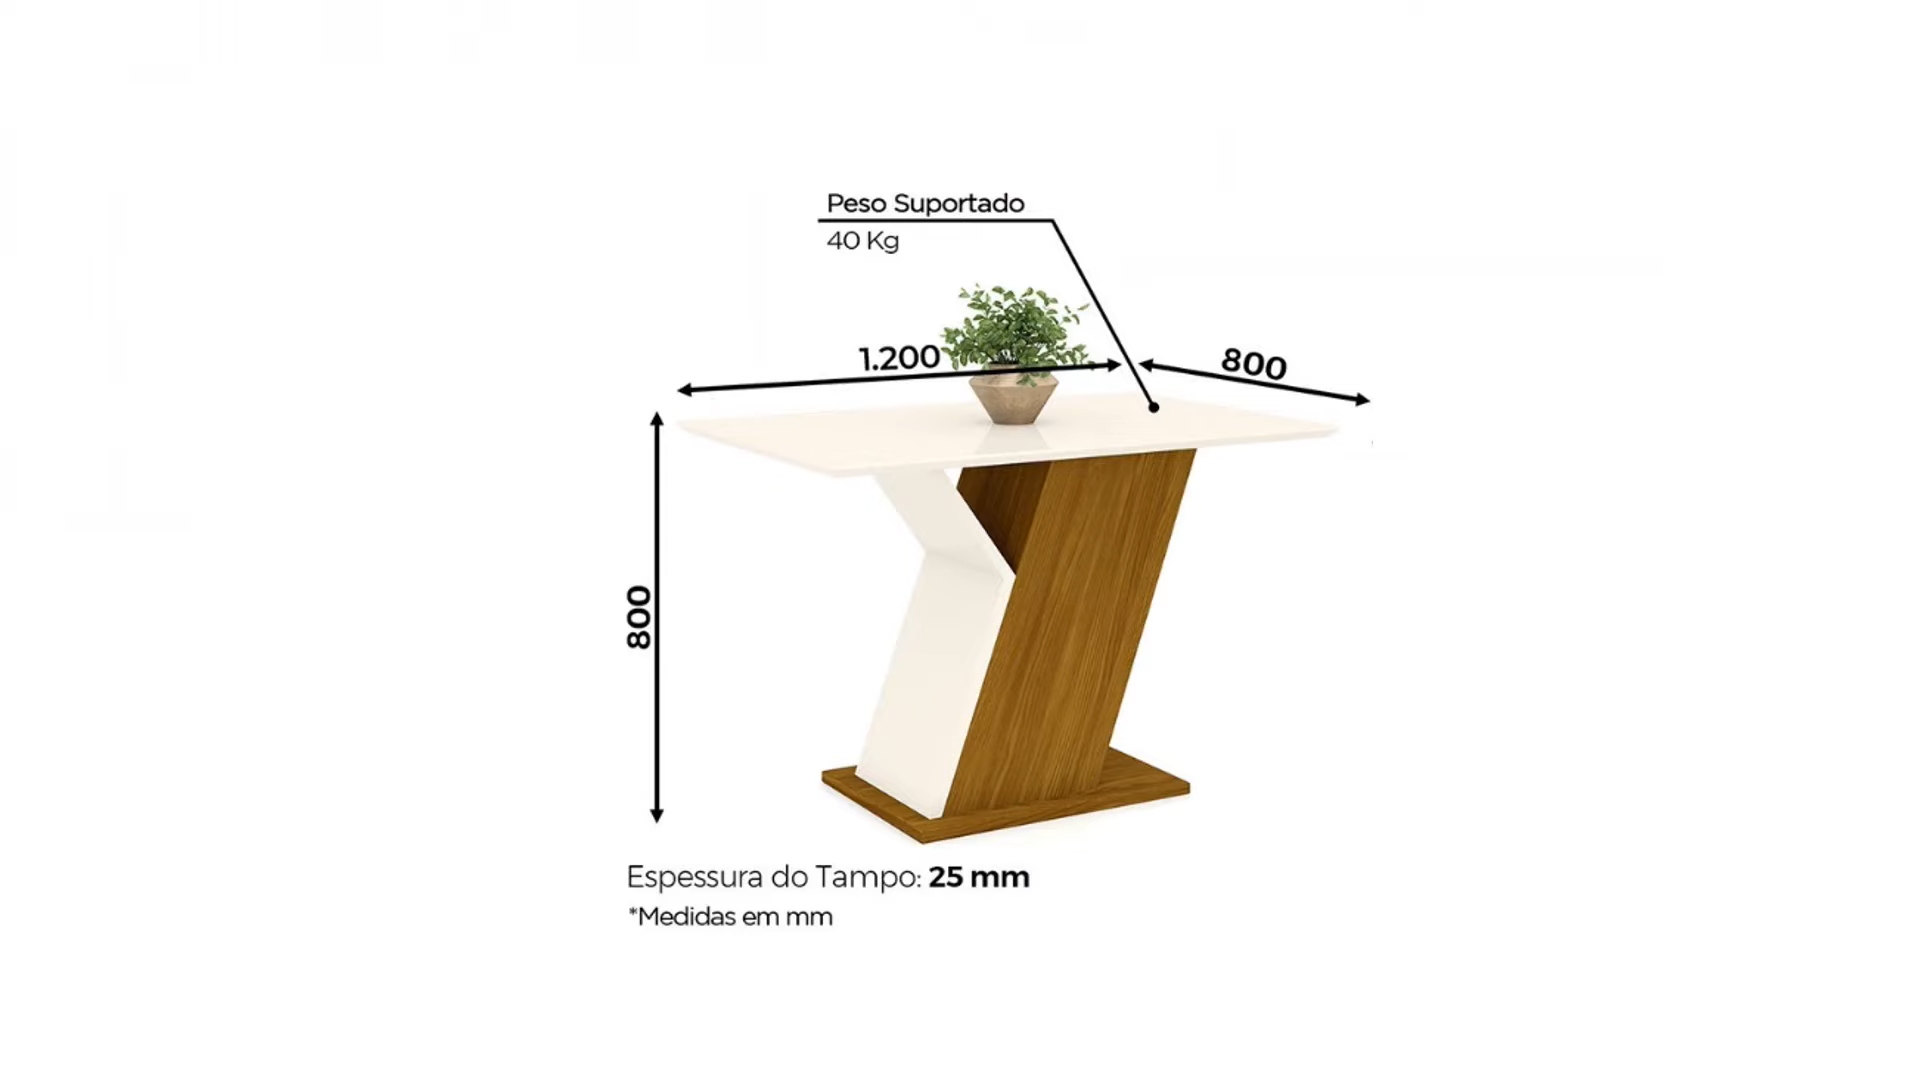 Peso Suportado
40 Kg
1.200
800
800
Espessura do Tampo: 25 mm
*Medidas em mm